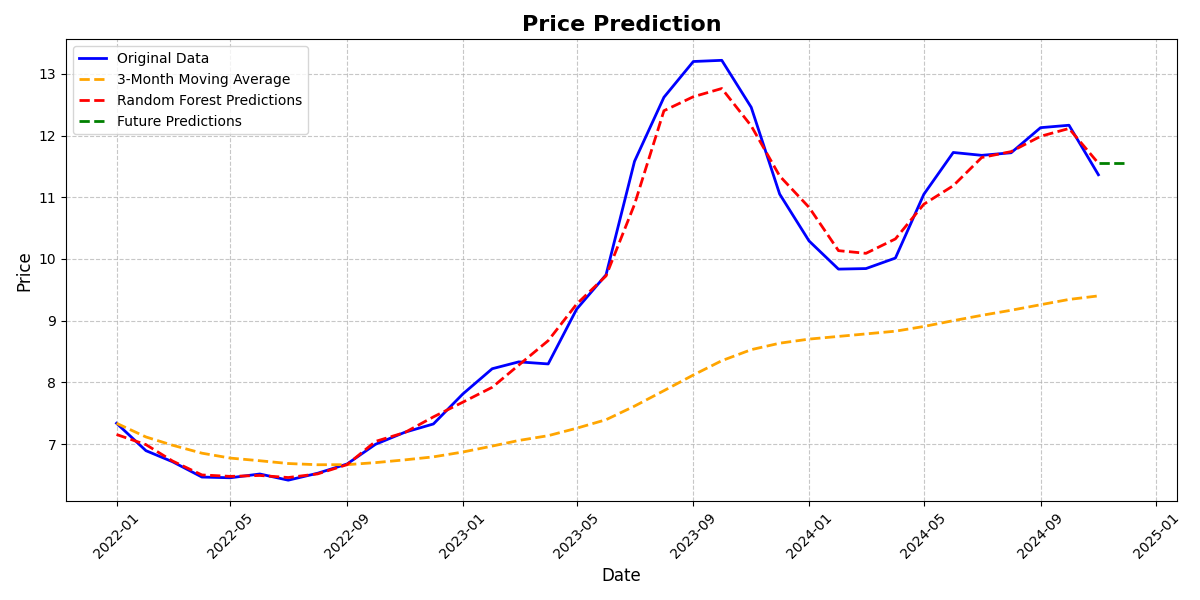 Price Prediction
Original Data
3-Month Moving Average
Random Forest Predictions
Future Predictions
Price
13
12
11
10
9
8
7
2022-01
2022-05
2022-09
2023-01
2023-05
2023-09
2024-01
2024-05
2024-09
2025-01
Date